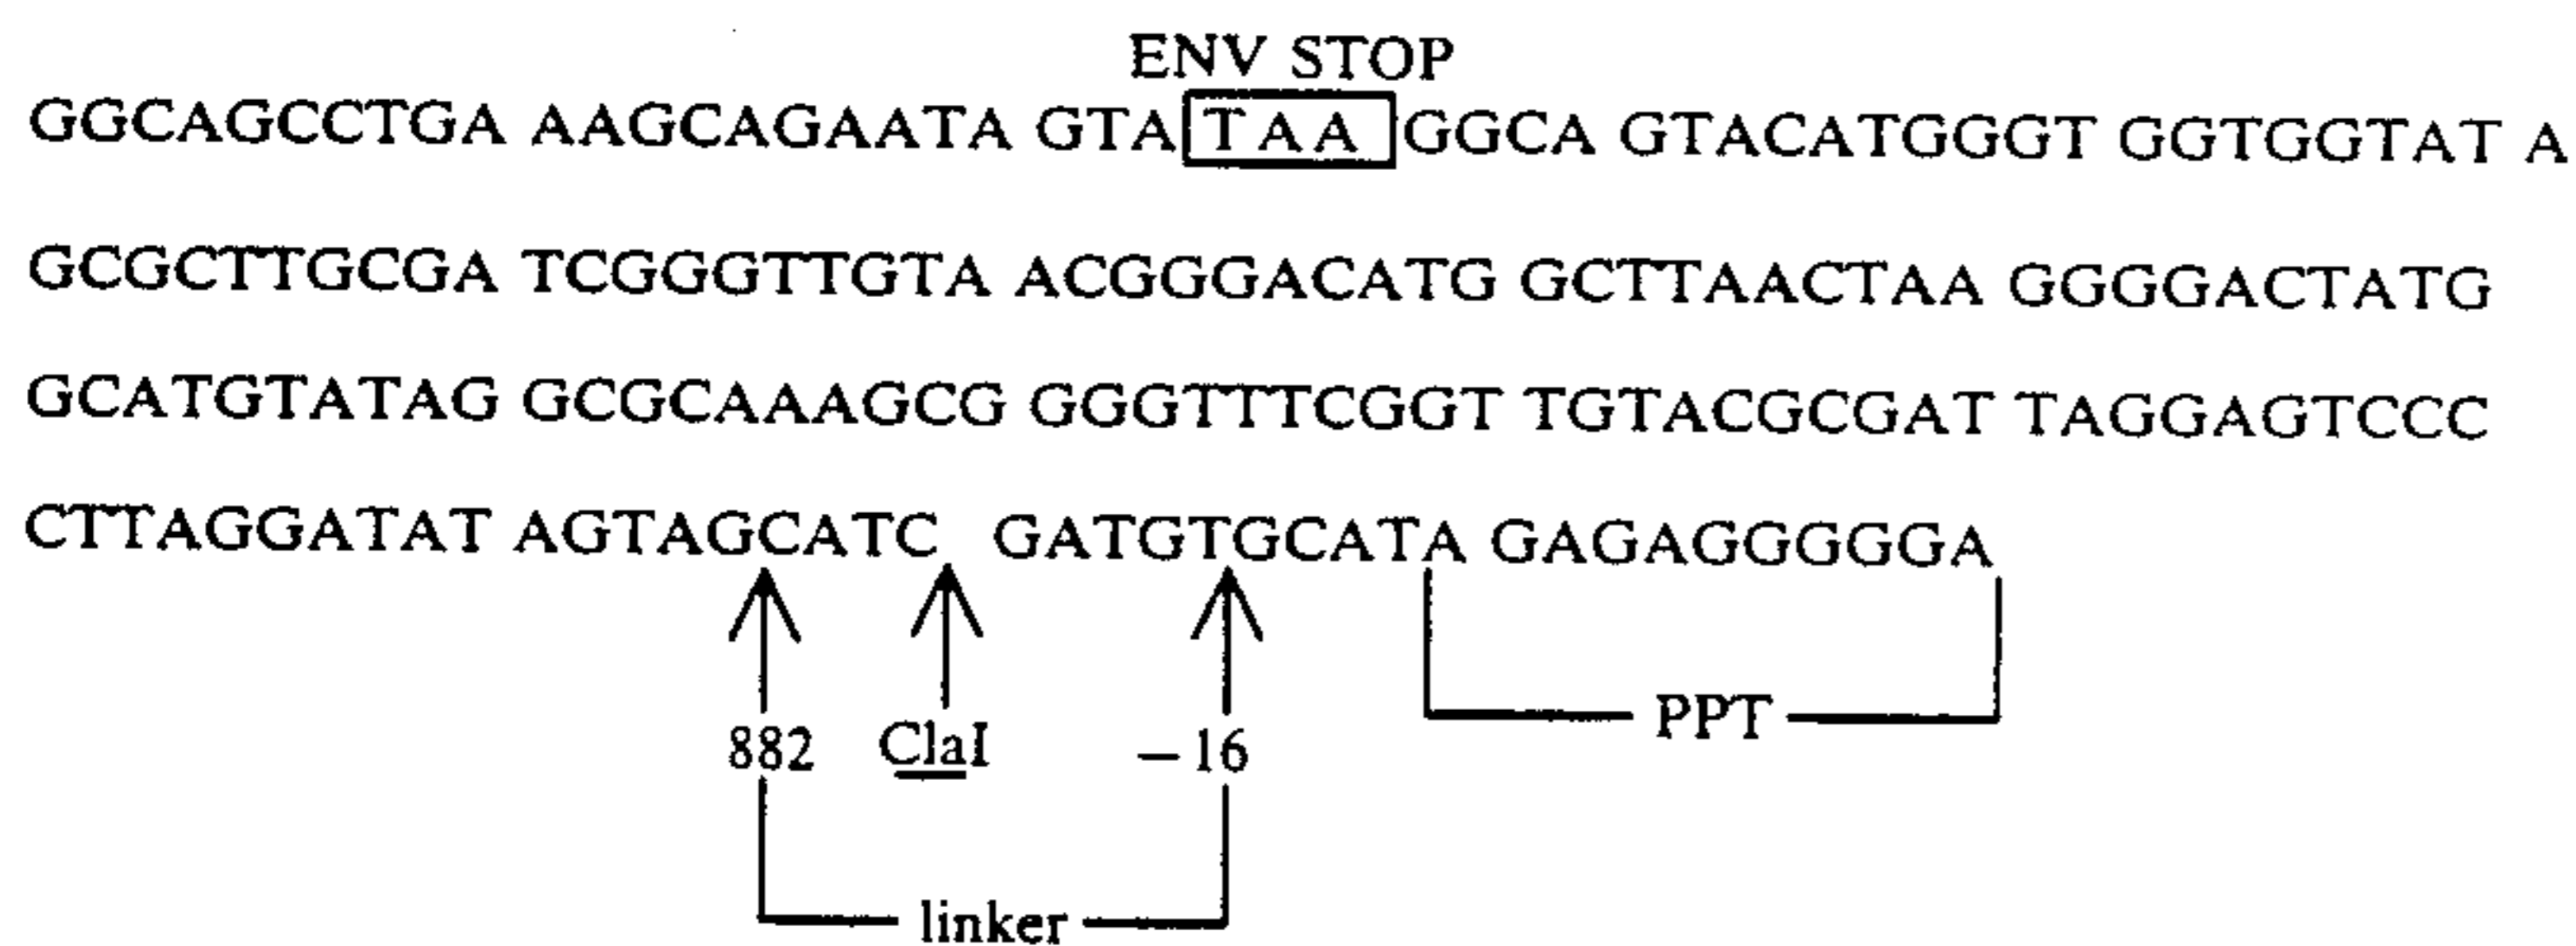 ENV STOP
GGCAGCCTGA AAGCAGAATA GTA TAA GGCA GTACATGGGT GGTGGTAT A
GCGCTTGCGA TCGGGTTGTA ACGGGACATG GCTTAACTAA GGGGACTATG
GCATGTATAG GCGCAAAGCG GGGTTTCGGT TGTACGCGAT TAGGAGTCCC
CTTAGGATAT AGTAGCATC GATGTGCATA GAGAGGGGGA
882 ClaI −16 PPT
linker